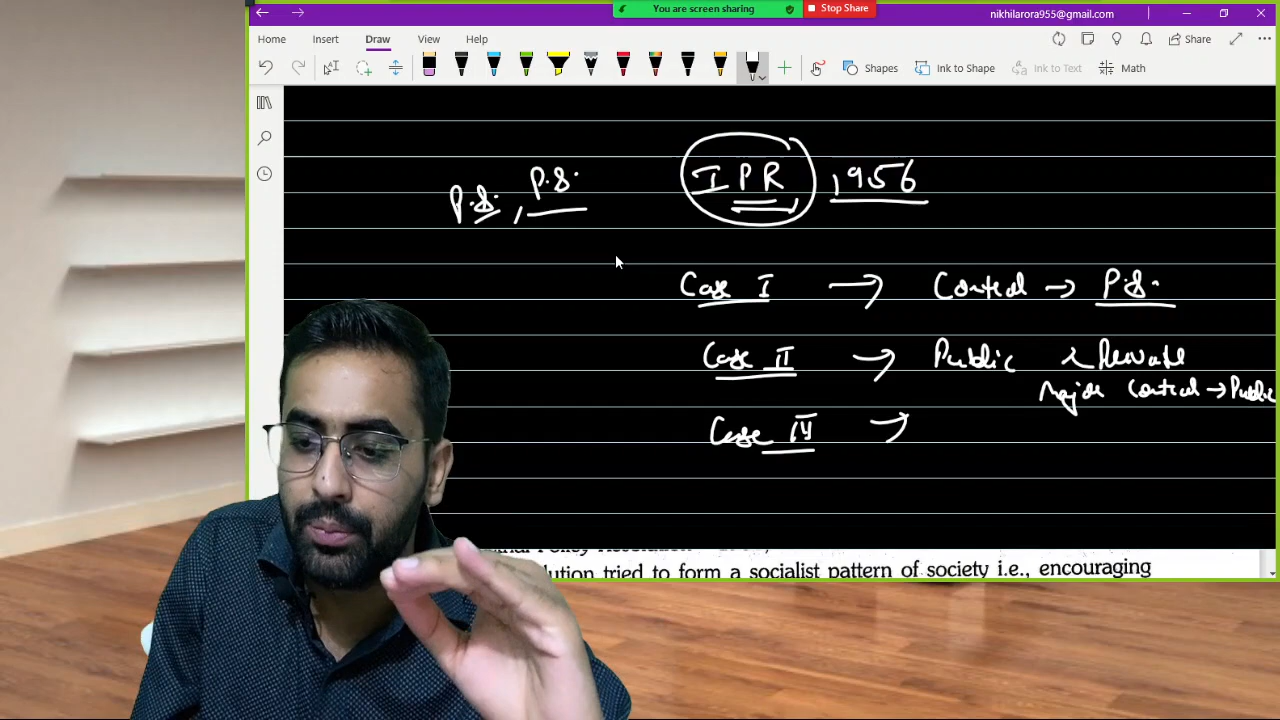 You are screen sharing
Stop Share
nikhilarora955@gmail.com
Home Insert Draw View Help
Share
Shapes Ink to Shape Ink to Text Math
IPR 1956
P.S. , P.S.
Case I → Control → P.S.
Case II → Public & Private
Major Control → Public
Case III →
lution tried to form a socialist pattern of society i.e., encouraging